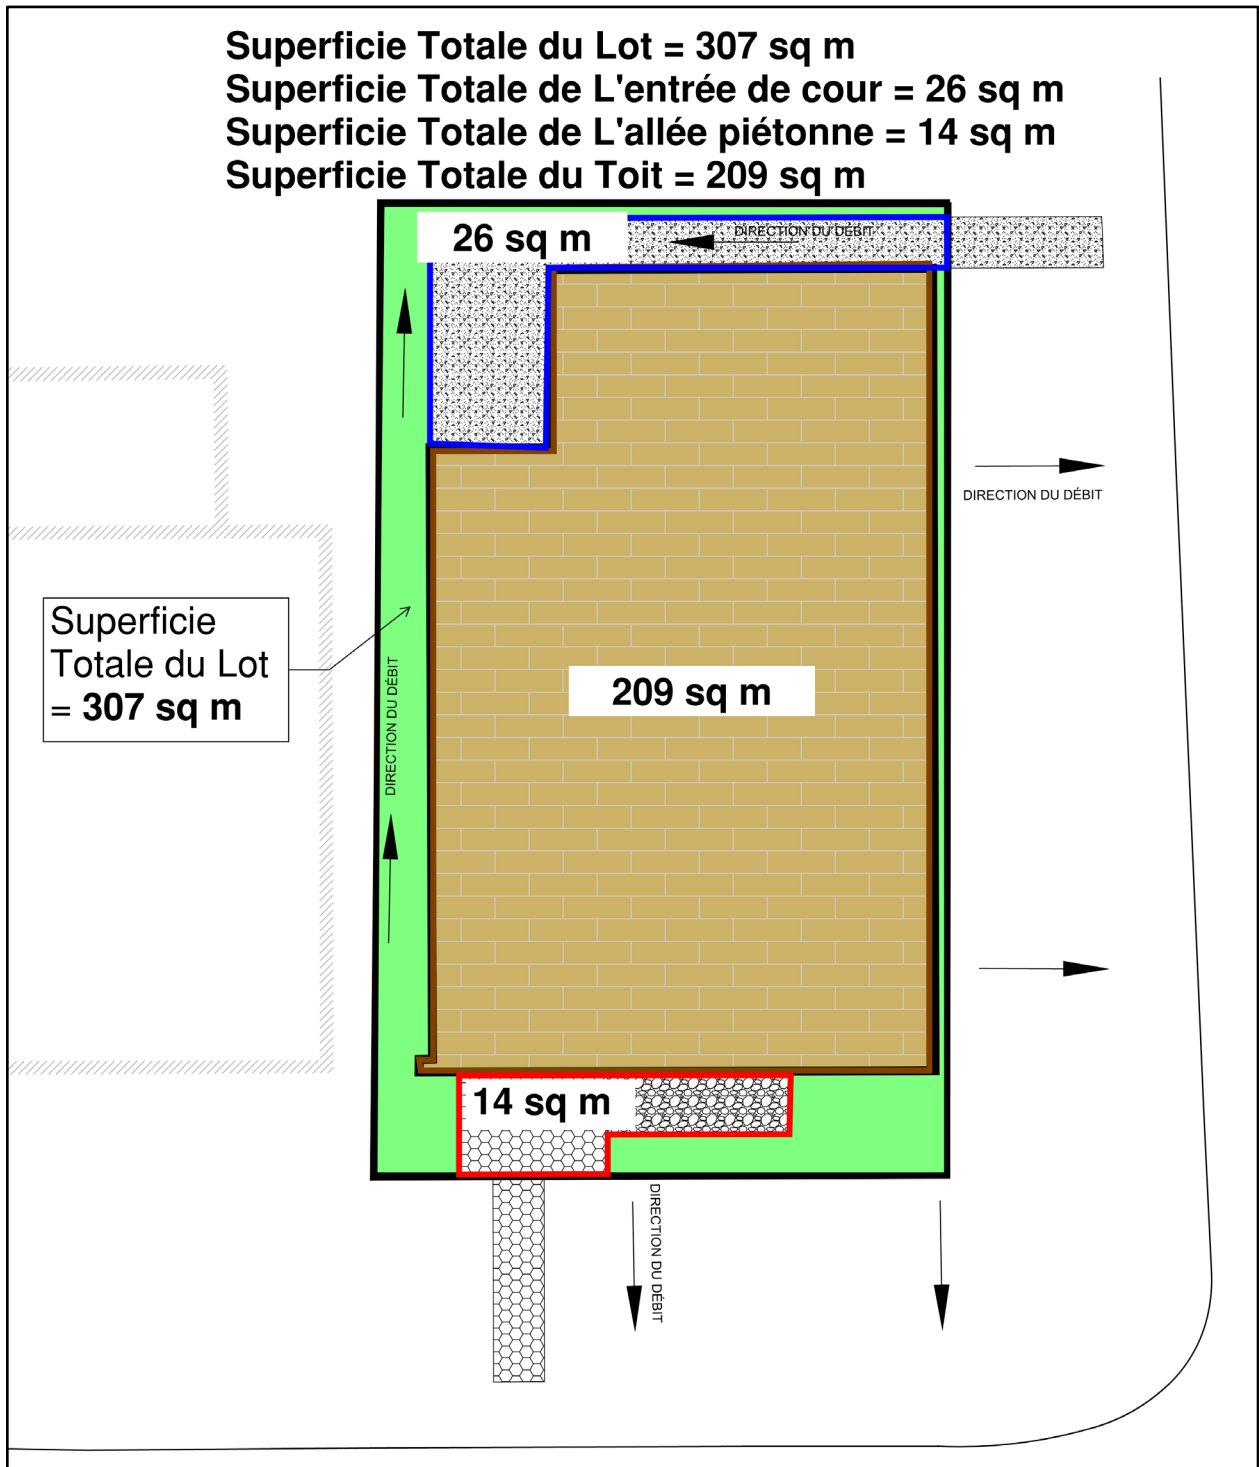 Superficie Totale du Lot = 307 sq m
Superficie Totale de L'entrée de cour = 26 sq m
Superficie Totale de L'allée piétonne = 14 sq m
Superficie Totale du Toit = 209 sq m
26 sq m
DIRECTION DU DÉBIT
DIRECTION DU DÉBIT
Superficie
Totale du Lot
= 307 sq m
DIRECTION DU DÉBIT
209 sq m
14 sq m
DIRECTION DU DÉBIT